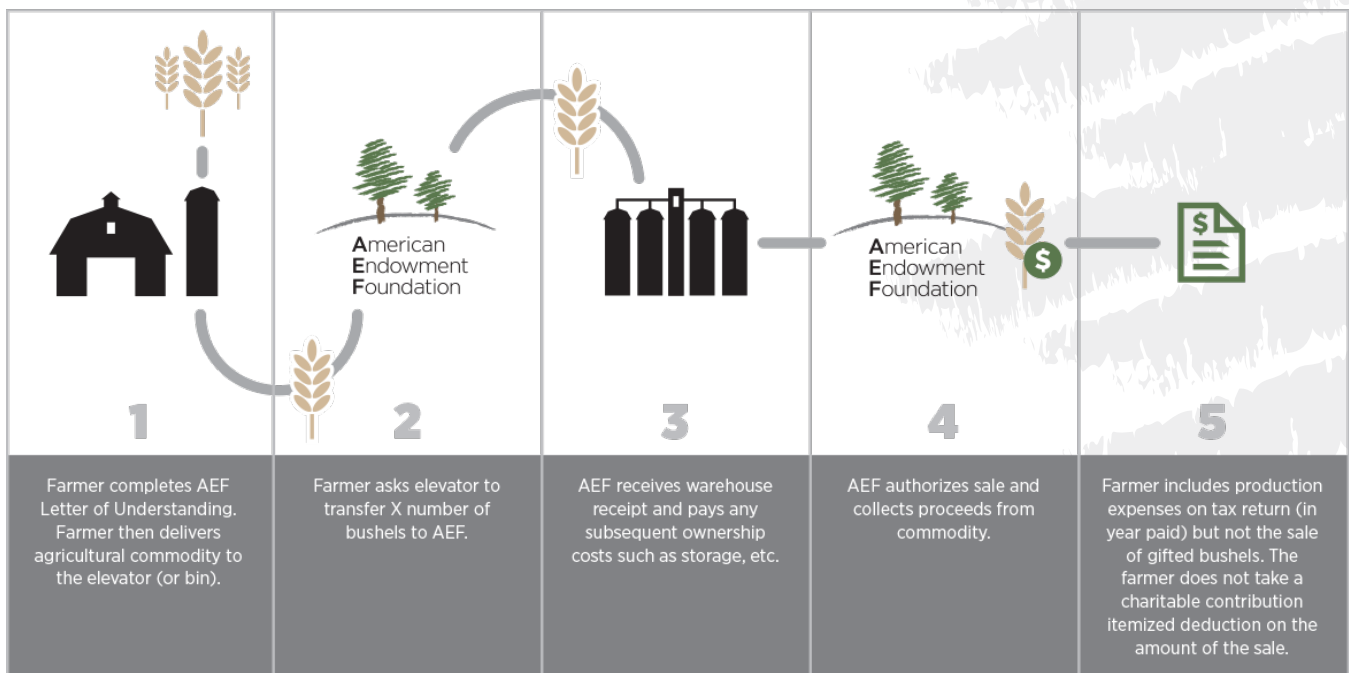 American
Endowment
Foundation
American
Endowment
Foundation
$
$
1
2
3
4
5
Farmer completes AEF
Letter of Understanding.
Farmer then delivers
agricultural commodity to
the elevator (or bin).
Farmer asks elevator to
transfer X number of
bushels to AEF.
AEF receives warehouse
receipt and pays any
subsequent ownership
costs such as storage, etc.
AEF authorizes sale and
collects proceeds from
commodity.
Farmer includes production
expenses on tax return (in
year paid) but not the sale
of gifted bushels. The
farmer does not take a
charitable contribution
itemized deduction on the
amount of the sale.